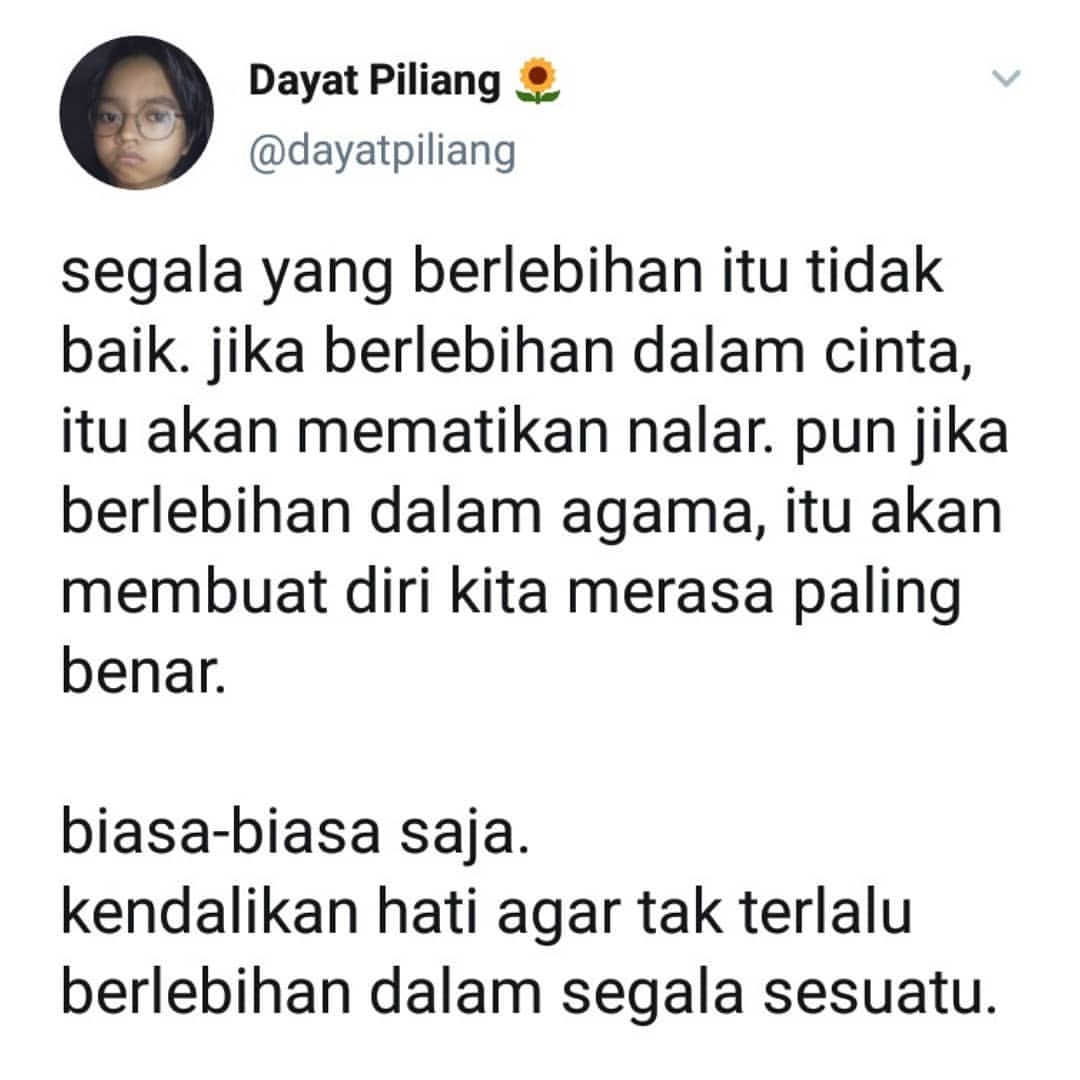 Dayat Piliang 🌻
@dayatpiliang
segala yang berlebihan itu tidak
baik. jika berlebihan dalam cinta,
itu akan mematikan nalar. pun jika
berlebihan dalam agama, itu akan
membuat diri kita merasa paling
benar.
biasa-biasa saja.
kendalikan hati agar tak terlalu
berlebihan dalam segala sesuatu.